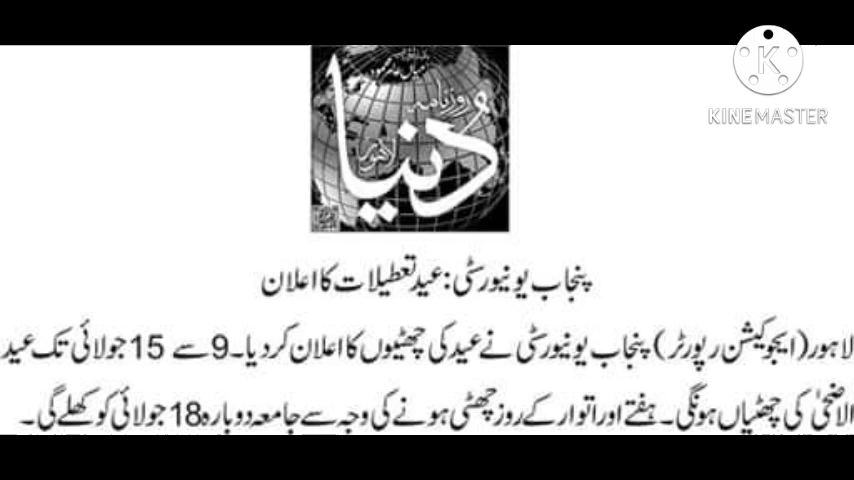 KINEMASTER
روزنامہ
دُنیا
لاہور
پنجاب یونیورسٹی: عید تعطیلات کا اعلان
لاہور (ایجوکیشن رپورٹر) پنجاب یونیورسٹی نے عید کی چھٹیوں کا اعلان کر دیا۔ 9 سے 15 جولائی تک عید
الاضحیٰ کی چھٹیاں ہونگی۔ ہفتے اور اتوار کے روز چھٹی ہونے کی وجہ سے جامعہ دوبارہ 18 جولائی کو کھلے گی۔